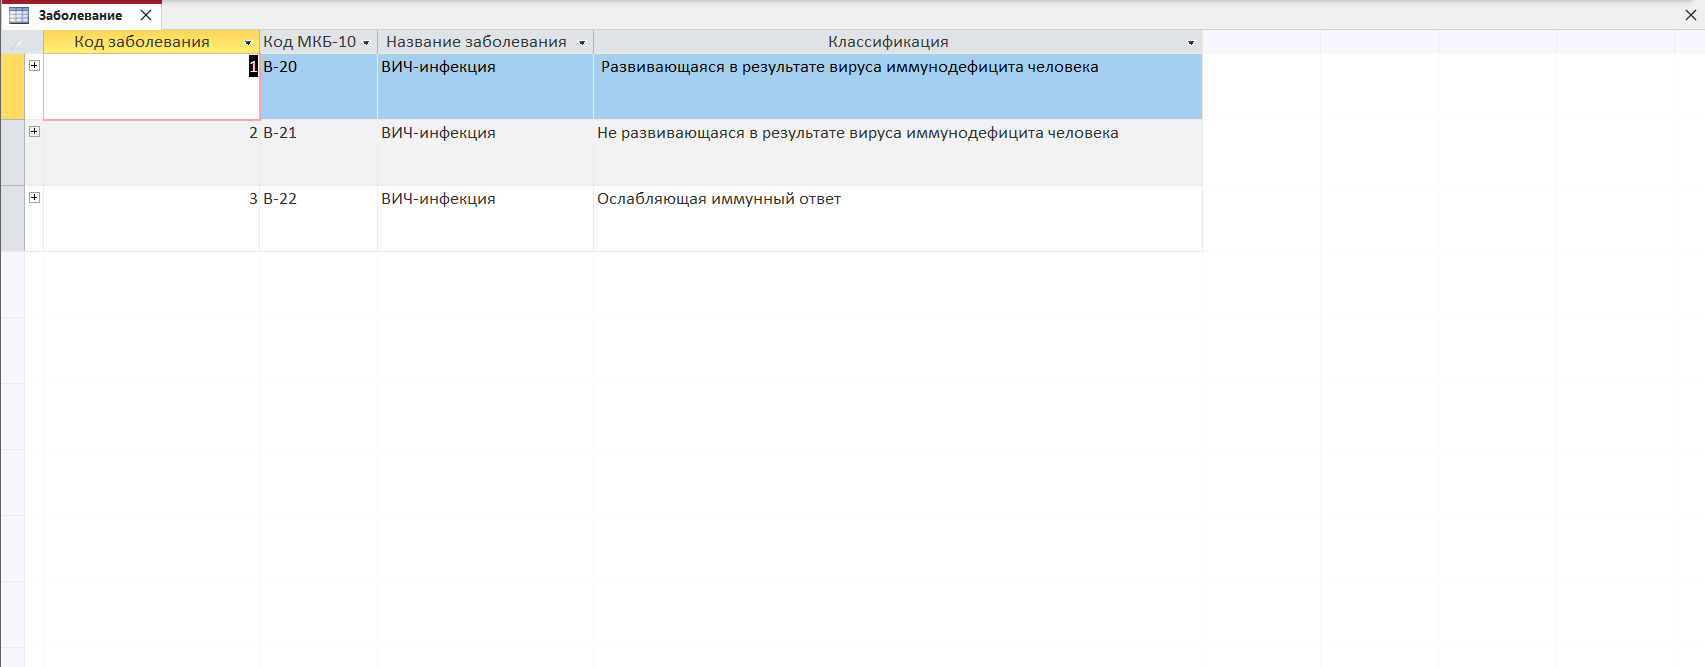 Заболевание
Код заболевания Код МКБ-10 Название заболевания Классификация
1 В-20 ВИЧ-инфекция Развивающаяся в результате вируса иммунодефицита человека
2 В-21 ВИЧ-инфекция Не развивающаяся в результате вируса иммунодефицита человека
3 В-22 ВИЧ-инфекция Ослабляющая иммунный ответ